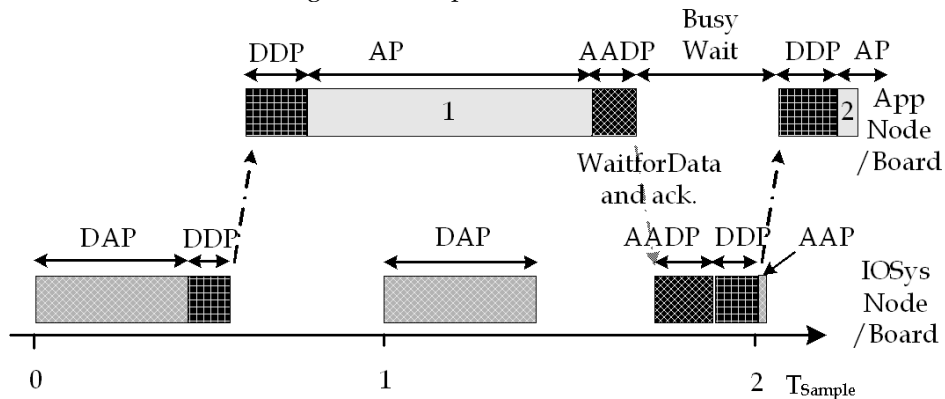 Busy
Wait
DDP AP AADP DDP AP
1 2
App
Node
/Board
WaitforData
and ack.
DAP DDP DAP AADP DDP AAP
IOSys
Node
/Board
0 1 2 TSample